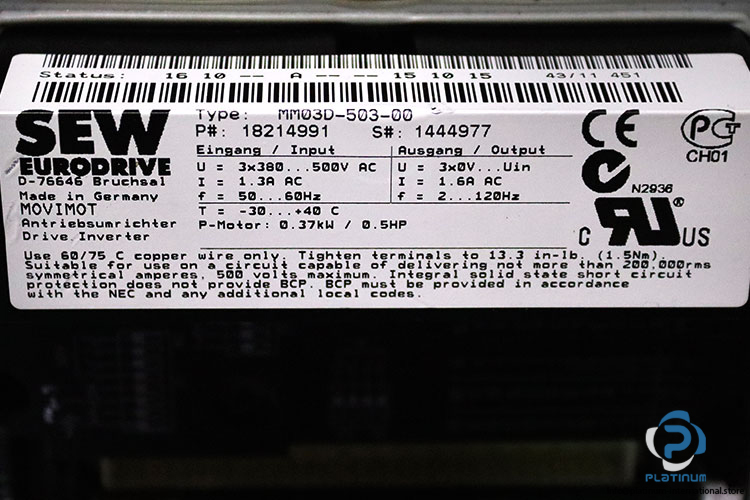 Status: 16 10 -- A -- -- 15 10 15 43/11 451
SEW
EURODRIVE
D-76646 Bruchsal
Made in Germany
MOVIMOT
Antriebsumrichter
Drive Inverter
Type: MM03D-503-00
P#: 18214991 S#: 1444977
Eingang / Input
U = 3x380...500V AC
I = 1.3A AC
f = 50...60Hz
Ausgang / Output
U = 3x0V...Uin
I = 1.6A AC
f = 2...120Hz
T = -30...+40 C
P-Motor: 0.37kW / 0.5HP
CE
PCT
CH01
N2936
C UR ® US
Use 60/75 C copper wire only. Tighten terminals to 13.3 in-lb. (1.5Nm)
Suitable for use on a circuit capable of delivering not more than 200,000rms
symmetrical amperes, 500 volts maximum. Integral solid state short circuit
protection does not provide BCP. BCP must be provided in accordance
with the NEC and any additional local codes.
P
PLATINUM
national.store